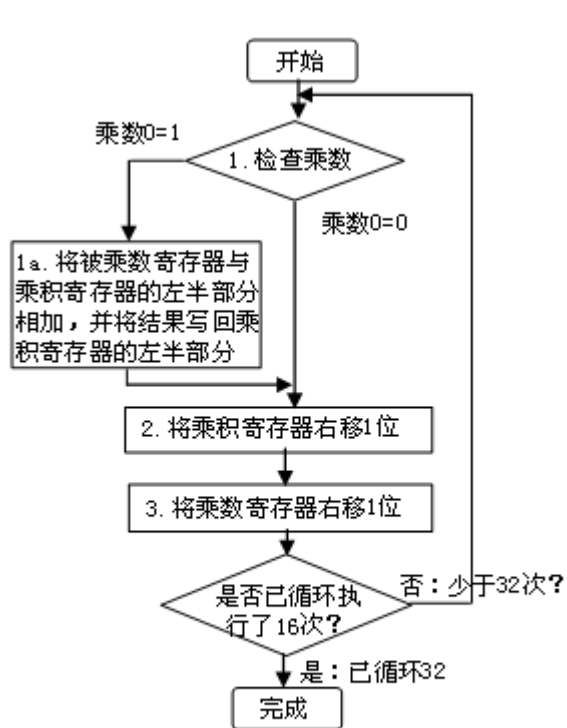 开始
乘数0=1
1.检查乘数
乘数0=0
1a.将被乘数寄存器与
乘积寄存器的左半部分
相加，并将结果写回乘
积寄存器的左半部分
2.将乘积寄存器右移1位
3.将乘数寄存器右移1位
是否已循环执
行了16次？
否：少于32次？
是：已循环32
完成